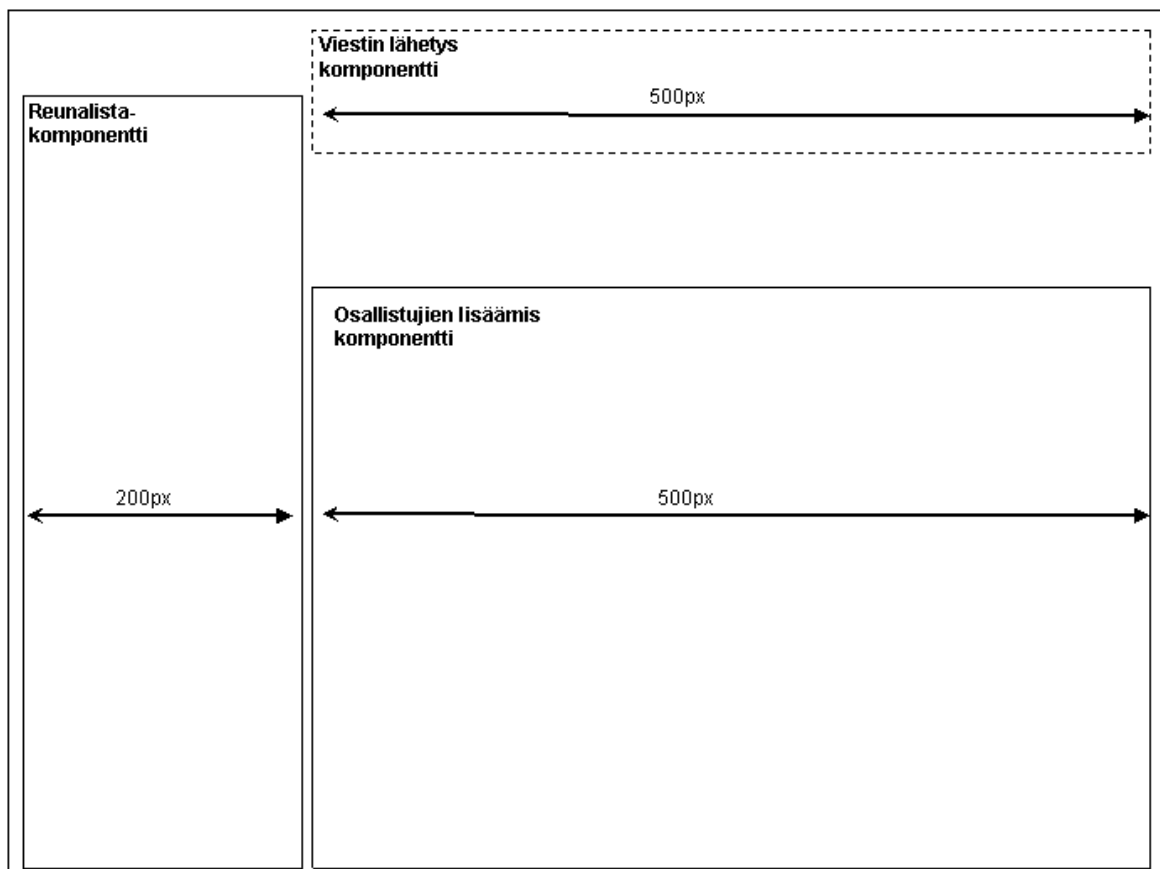 Viestin lähetys
komponentti
500px
Reunalista-
komponentti
Osallistujien lisäämis
komponentti
200px
500px